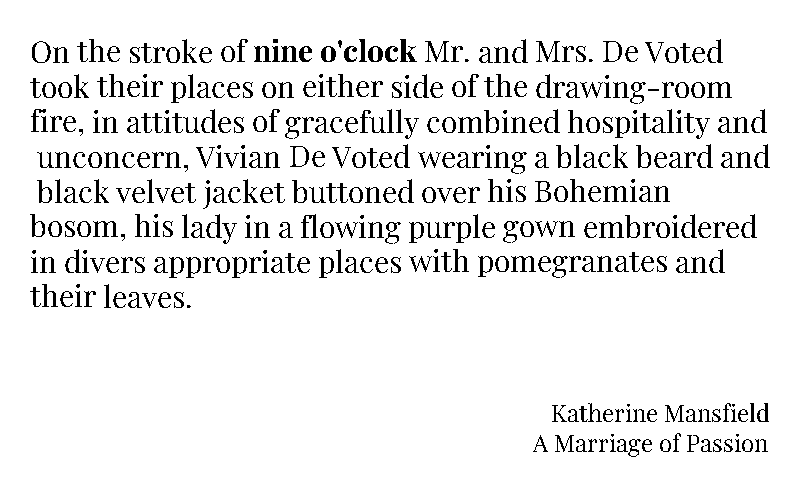 On the stroke of nine o'clock Mr. and Mrs. De Voted
took their places on either side of the drawing-room
fire, in attitudes of gracefully combined hospitality and
unconcern, Vivian De Voted wearing a black beard and
black velvet jacket buttoned over his Bohemian
bosom, his lady in a flowing purple gown embroidered
in divers appropriate places with pomegranates and
their leaves.
Katherine Mansfield
A Marriage of Passion